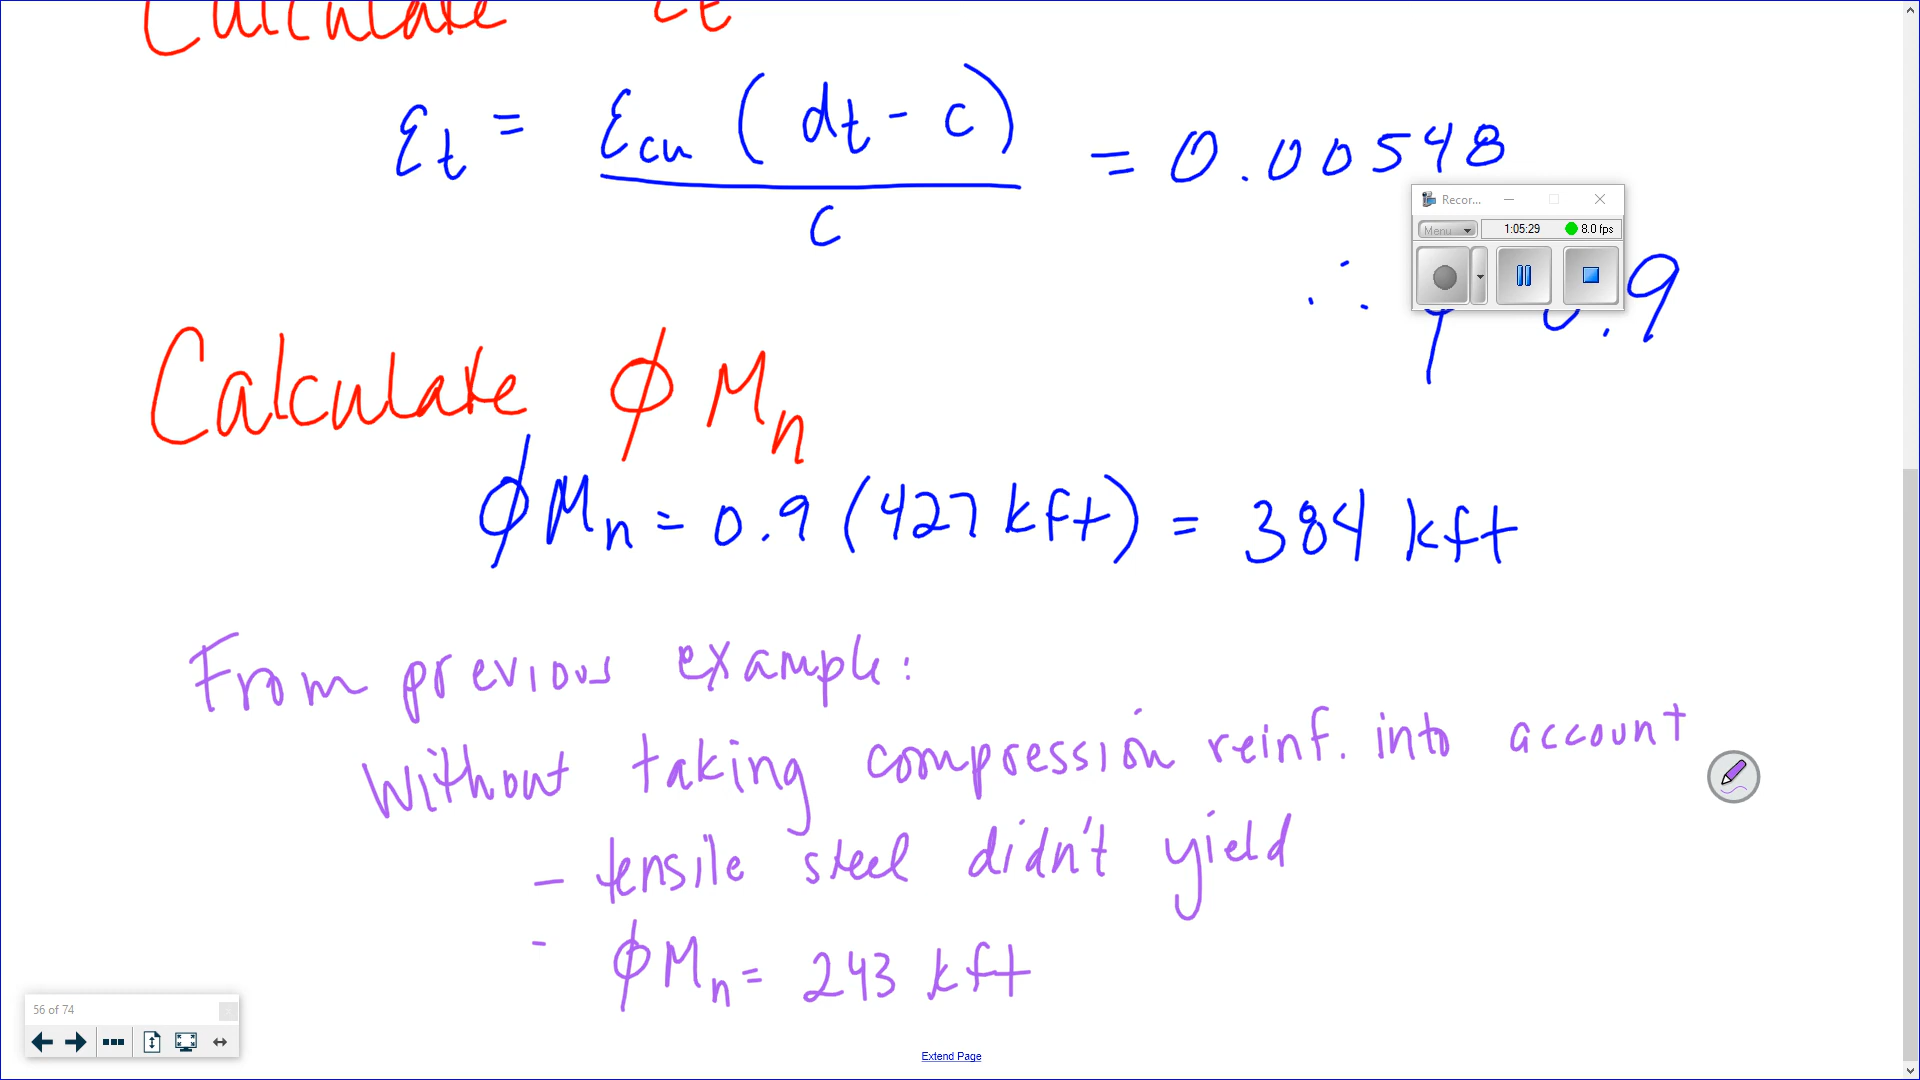 Calculate εt
εt = εcu (dt - c) / c = 0.00548
Recor...
Menu 1:05:29 8.0 fps
∴ ϕ 0.9
Calculate ϕMn
ϕMn = 0.9 (427 kft) = 384 kft
From previous example:
Without taking compression reinf. into account
- tensile steel didn't yield
- ϕMn = 243 kft
56 of 74
Extend Page